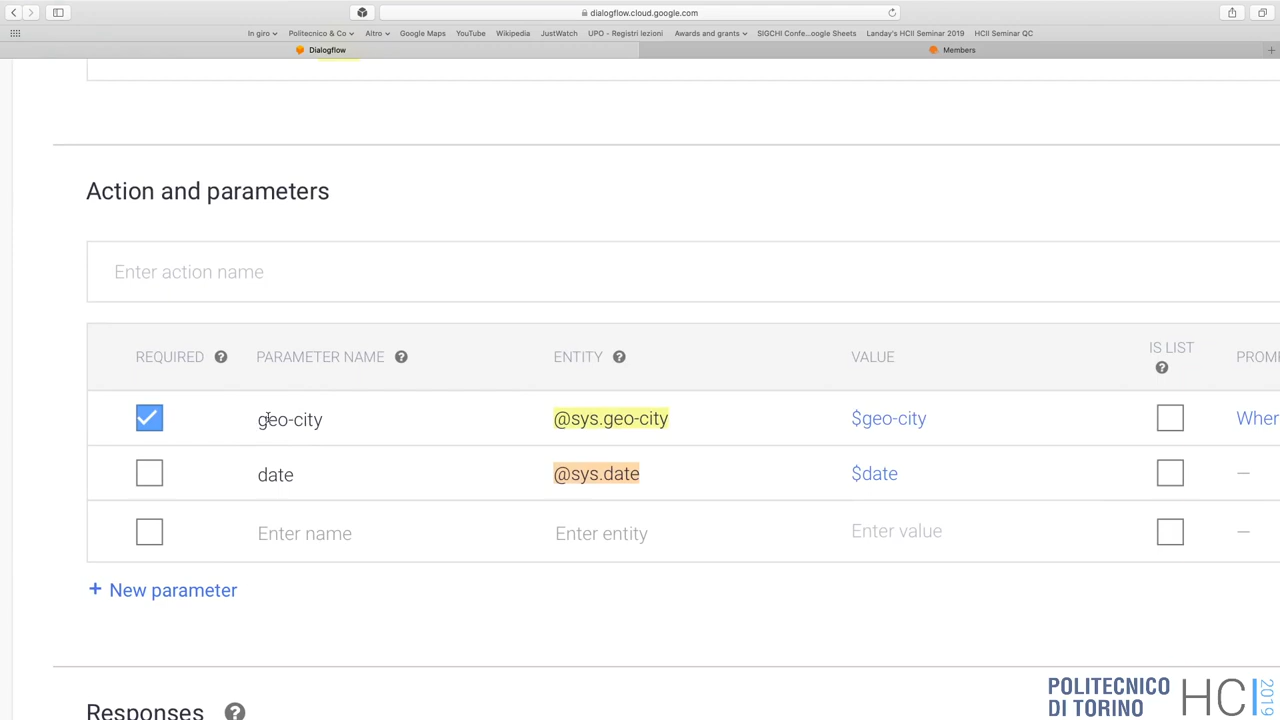 dialogflow.cloud.google.com
In giro Politecnico & Co Altro Google Maps YouTube Wikipedia JustWatch UPO - Registri lezioni Awards and grants SIGCHI Confe...oogle Sheets Landay's HCII Seminar 2019 HCII Seminar QC
Dialogflow Members
Action and parameters
Enter action name
REQUIRED PARAMETER NAME ENTITY VALUE IS LIST PROM
geo-city @sys.geo-city $geo-city Wher
date @sys.date $date —
Enter name Enter entity Enter value —
+ New parameter
Responses
POLITECNICO
DI TORINO
HCI 2019